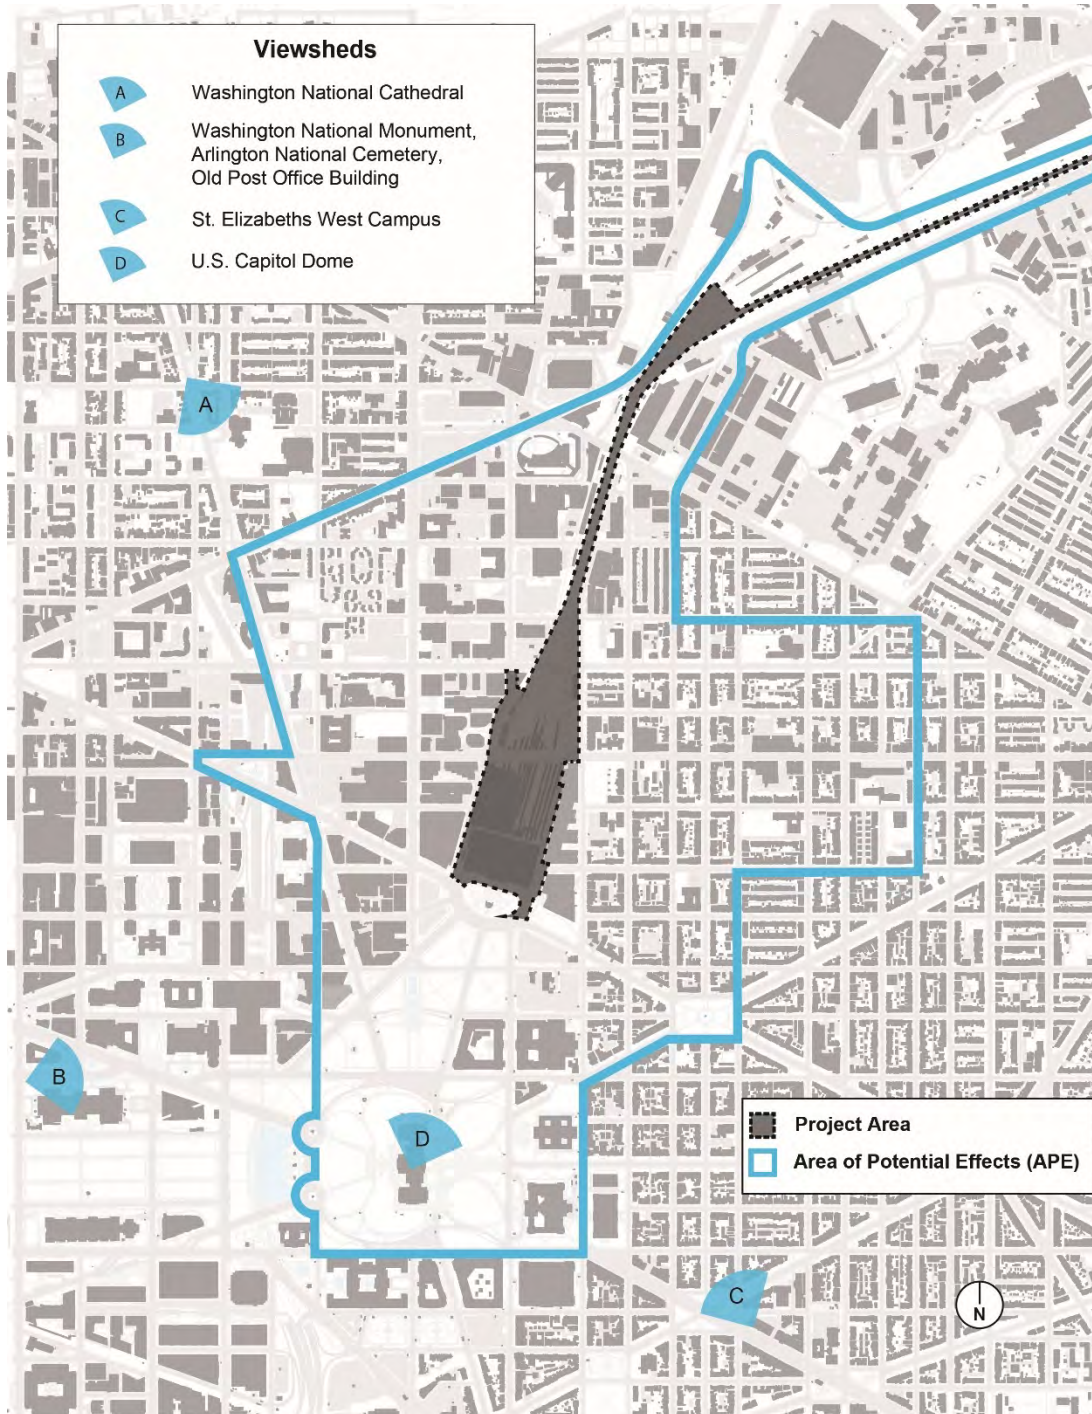 Viewsheds
A Washington National Cathedral
B Washington National Monument,
Arlington National Cemetery,
Old Post Office Building
C St. Elizabeths West Campus
D U.S. Capitol Dome
A
B
D
Project Area
Area of Potential Effects (APE)
C
N